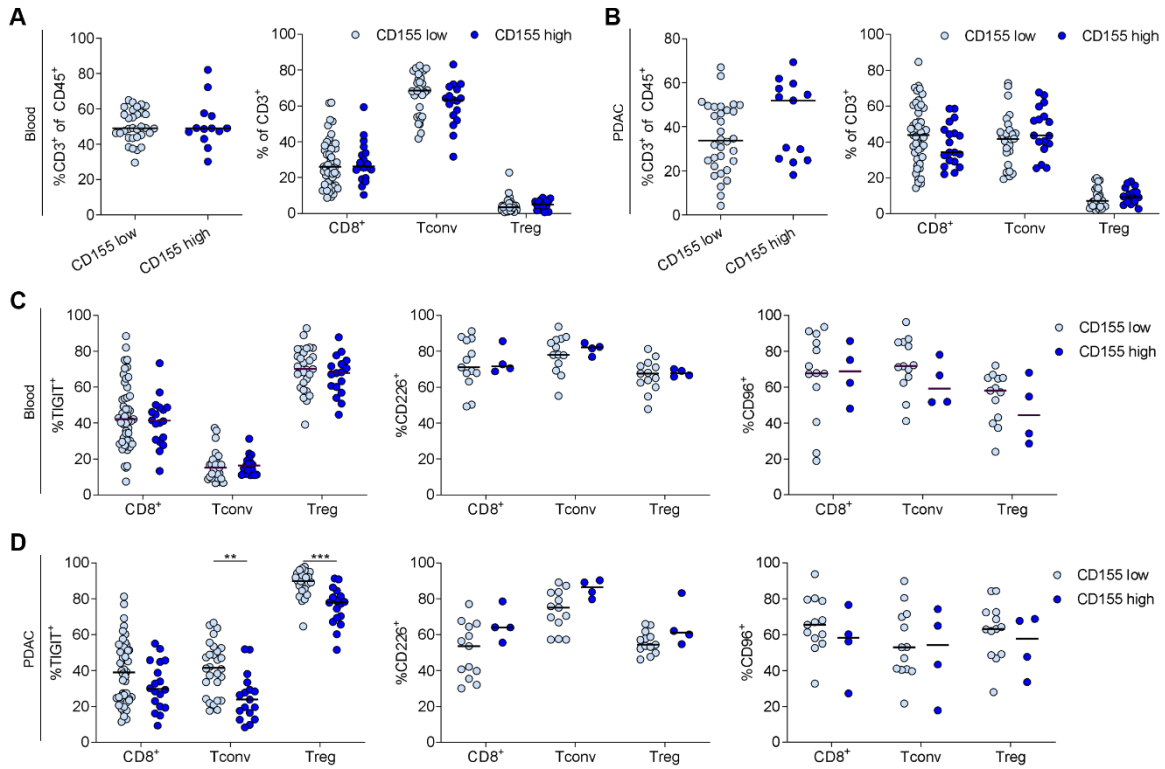 A
B
Blood
%CD3⁺ of CD45⁺
100
80
60
40
20
0
CD155 low
CD155 high
CD155 low
CD155 high
% of CD3⁺
100
80
60
40
20
0
CD8⁺
Tconv
Treg
PDAC
%CD3⁺ of CD45⁺
80
60
40
20
0
CD155 low
CD155 high
CD155 low
CD155 high
% of CD3⁺
100
80
60
40
20
0
CD8⁺
Tconv
Treg
C
Blood
%TIGIT⁺
100
80
60
40
20
0
CD8⁺
Tconv
Treg
%CD226⁺
100
80
60
40
20
0
CD8⁺
Tconv
Treg
%CD96⁺
100
80
60
40
20
0
CD8⁺
Tconv
Treg
CD155 low
CD155 high
D
PDAC
%TIGIT⁺
100
80
60
40
20
0
**
***
CD8⁺
Tconv
Treg
%CD226⁺
100
80
60
40
20
0
CD8⁺
Tconv
Treg
%CD96⁺
100
80
60
40
20
0
CD8⁺
Tconv
Treg
CD155 low
CD155 high